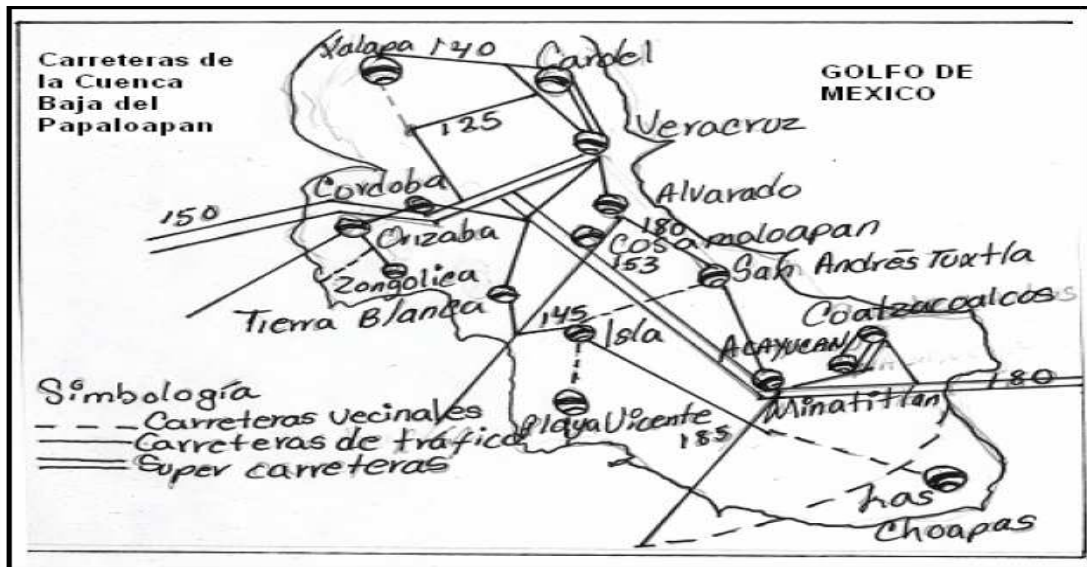 Carreteras de
la Cuenca
Baja del
Papaloapan
Xalapa
140
Cardel
GOLFO DE
MEXICO
125
Veracruz
Cordoba
Alvarado
150
180
Orizaba
Cosamaloapan
153
San Andrës Tuxtla
Zongolica
Tierra Blanca
145
Isla
Coatzacoalcos
ACAYUCAN
180
Minatitlán
Simbología
Carreteras vecinales
Playa Vicente
185
Carreteras de tráfico
Super carreteras
Las
Choapas